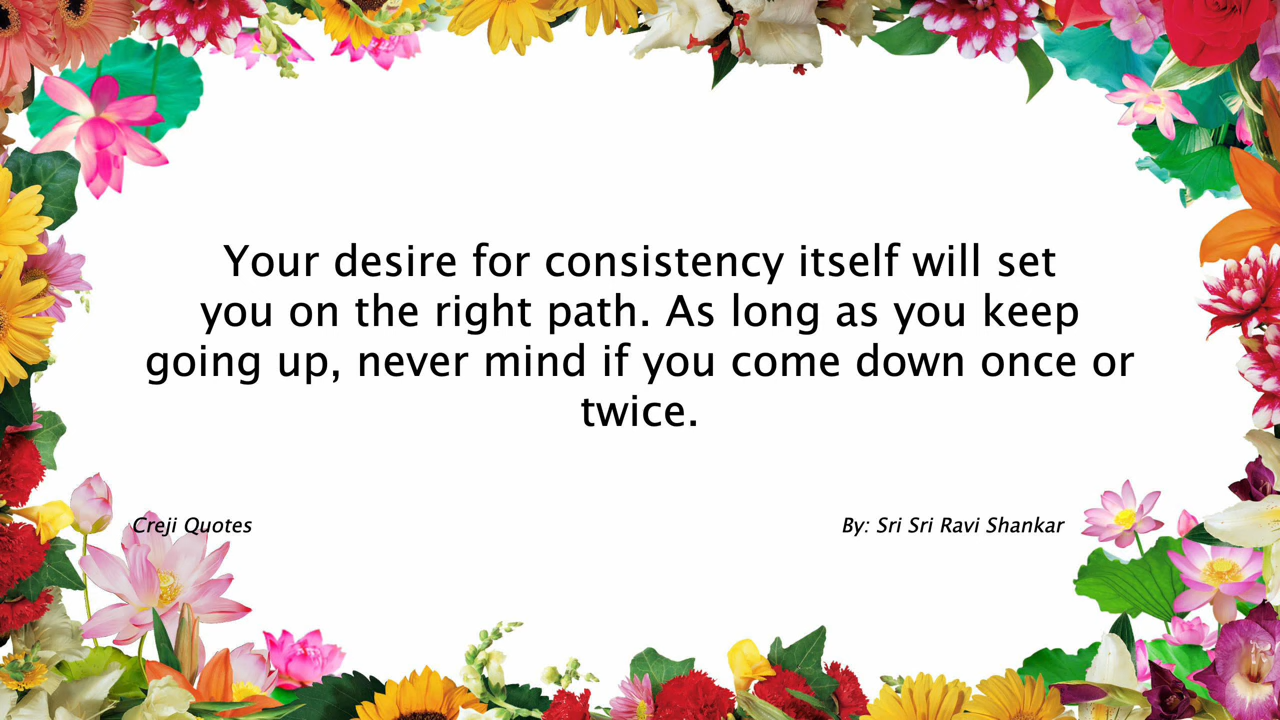 Your desire for consistency itself will set
you on the right path. As long as you keep
going up, never mind if you come down once or
twice.
Creji Quotes
By: Sri Sri Ravi Shankar